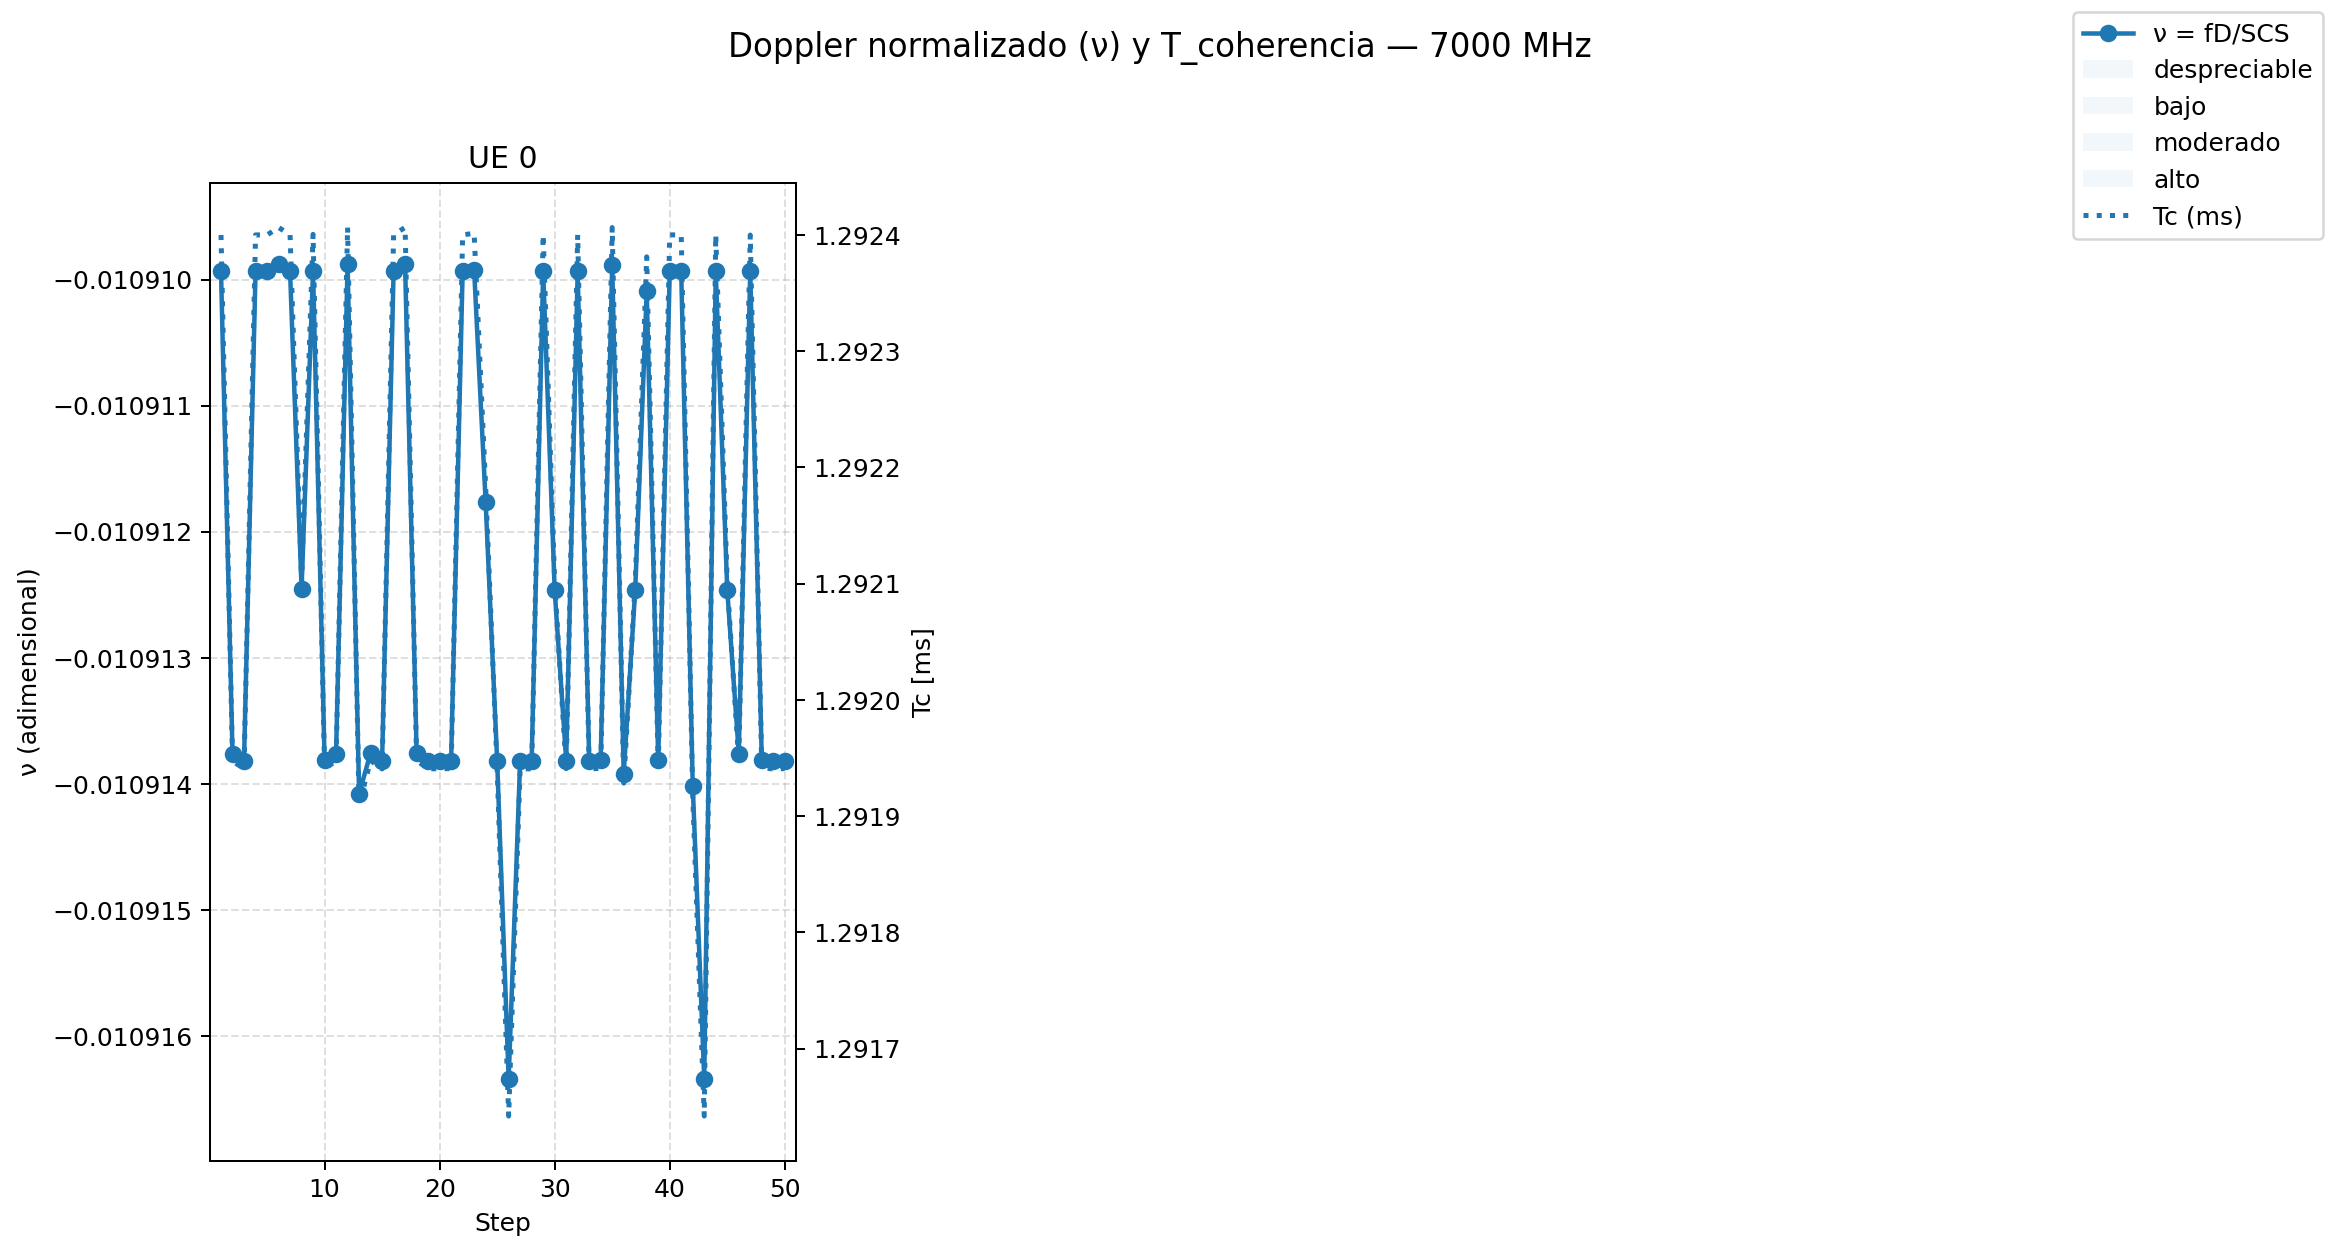 Doppler normalizado (ν) y T_coherencia — 7000 MHz
ν = fD/SCS
despreciable
bajo
moderado
alto
Tc (ms)
UE 0
−0.010910
−0.010911
−0.010912
−0.010913
−0.010914
−0.010915
−0.010916
ν (adimensional)
1.2924
1.2923
1.2922
1.2921
1.2920
1.2919
1.2918
1.2917
Tc [ms]
10
20
30
40
50
Step